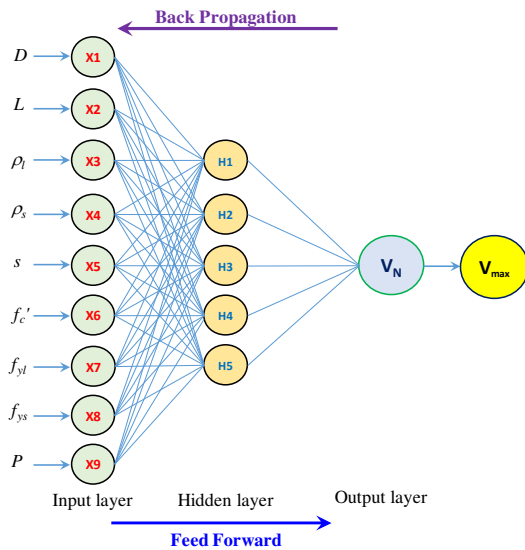 Back Propagation
D X1
L X2
ρl X3 H1
ρs X4 H2
s X5 H3 VN Vmax
fc' X6 H4
fyl X7 H5
fys X8
P X9
Input layer Hidden layer Output layer
Feed Forward